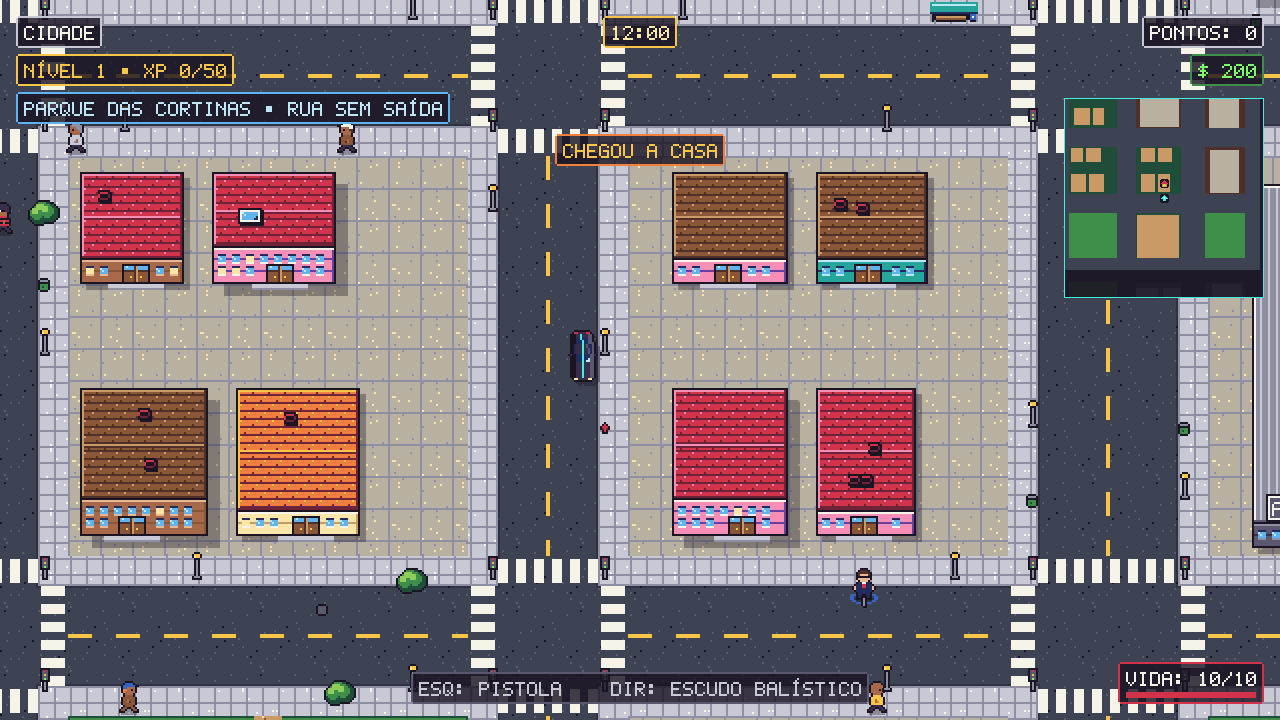 CIDADE
12:00
PONTOS: 0
NÍVEL 1 ▪ XP 0/50
$ 200
PARQUE DAS CORTINAS ▪ RUA SEM SAÍDA
CHEGOU A CASA
ESQ: PISTOLA DIR: ESCUDO BALÍSTICO
VIDA: 10/10